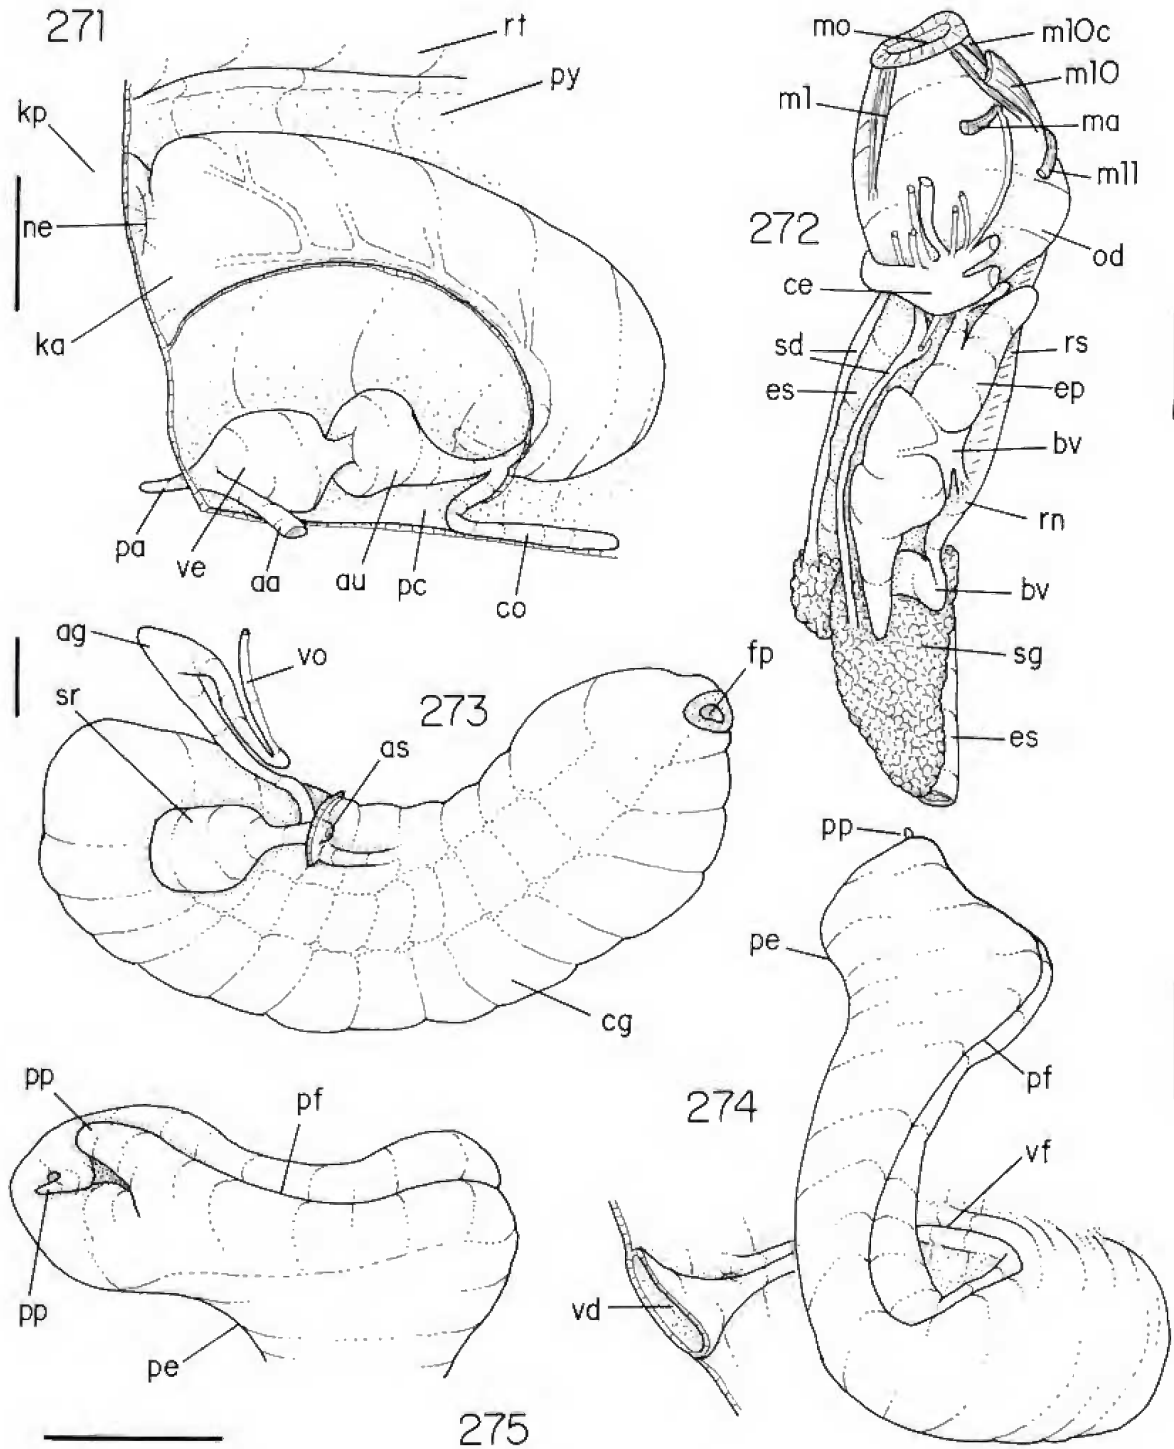 271
rt
py
kp
ne
ka
pa
ve
aa
au
pc
co
mo
m10c
m10
m1
ma
m11
272
od
ce
sd
rs
es
ep
bv
rn
bv
sg
es
ag
vo
fp
sr
273
as
cg
pp
pe
pf
274
vf
vd
pp
pf
pp
pe
275